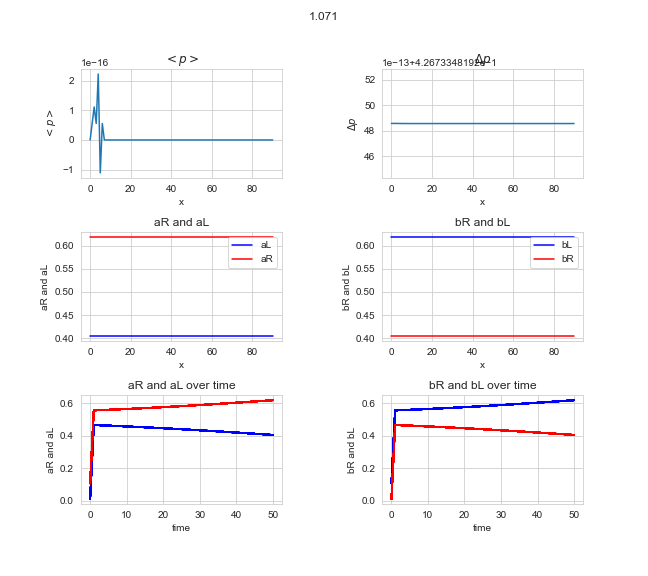 1.071
<p>
Δp
1e−16
1e−13+4.2673348192e−1
2
1
0
−1
<p>
0 20 40 60 80
x
52
50
48
46
Δp
0 20 40 60 80
x
aR and aL
bR and bL
0.60
0.55
0.50
0.45
0.40
aR and aL
aL
aR
0 20 40 60 80
x
0.60
0.55
0.50
0.45
0.40
bR and bL
bL
bR
0 20 40 60 80
x
aR and aL over time
bR and bL over time
0.6
0.4
0.2
0.0
aR and aL
0 10 20 30 40 50
time
0.6
0.4
0.2
0.0
bR and bL
0 10 20 30 40 50
time